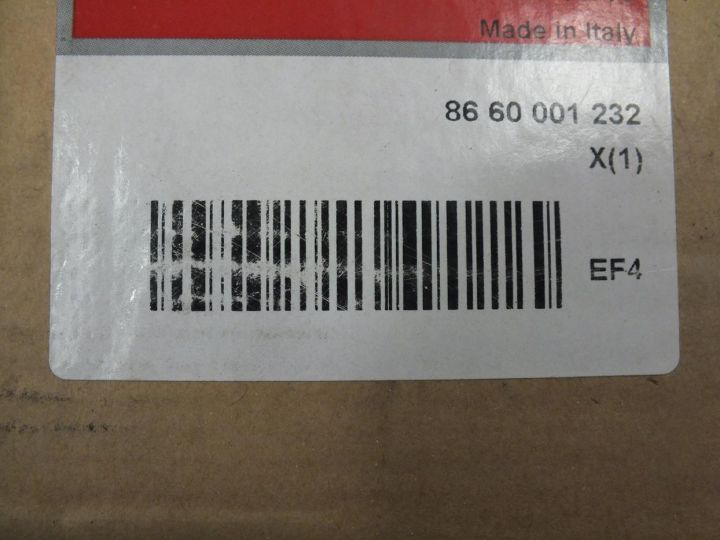 Made in Italy
86 60 001 232
X(1)
EF4